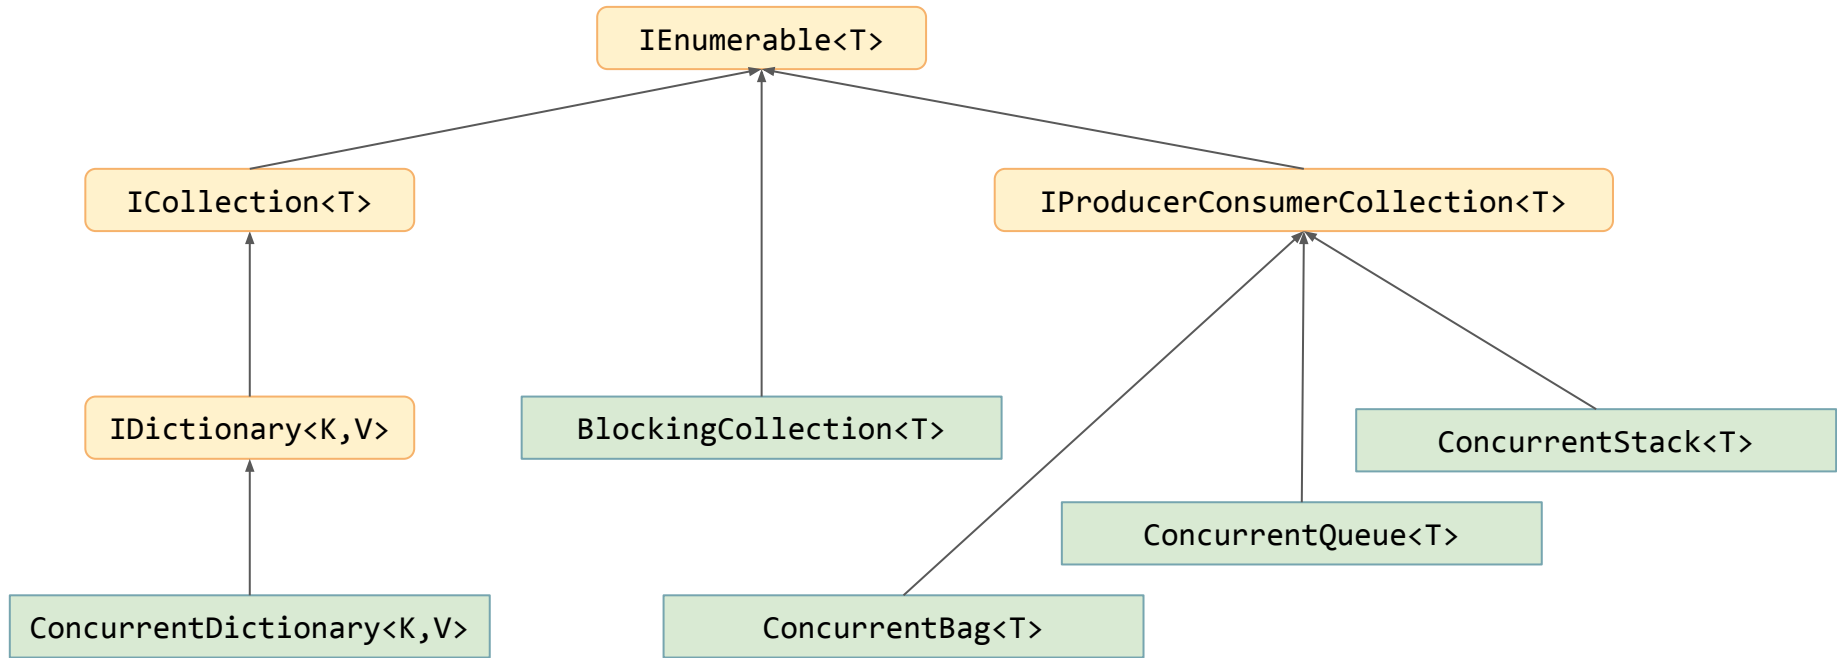 IEnumerable<T>
ICollection<T>
IProducerConsumerCollection<T>
IDictionary<K,V>
BlockingCollection<T>
ConcurrentStack<T>
ConcurrentQueue<T>
ConcurrentDictionary<K,V>
ConcurrentBag<T>